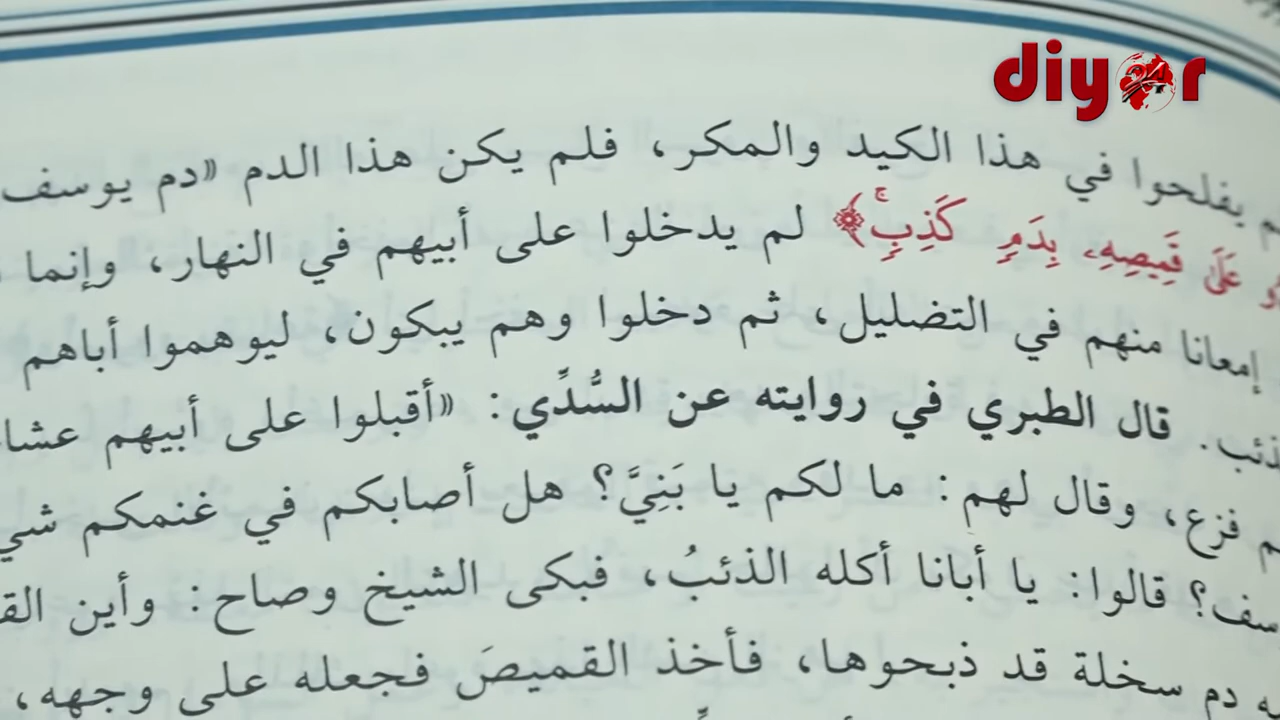 diyar
يفلحوا في هذا الكيد والمكر، فلم يكن هذا الدم «دم يوسف
عَلَىٰ قَمِيصِهِۦ بِدَمٖ كَذِبٖۚ﴾ لم يدخلوا على أبيهم في النهار، وإنما
إمعانا منهم في التضليل، ثم دخلوا وهم يبكون، ليوهموا أباهم
قال الطبري في روايته عن السُّدِّي: «أقبلوا على أبيهم عشا
فزع، وقال لهم: ما لكم يا بَنِيَّ؟ هل أصابكم في غنمكم شي
سف؟ قالوا: يا أبانا أكله الذئبُ، فبكى الشيخ وصاح: وأين الق
دم سخلة قد ذبحوها، فأخذ القميصَ فجعله على وجهه،